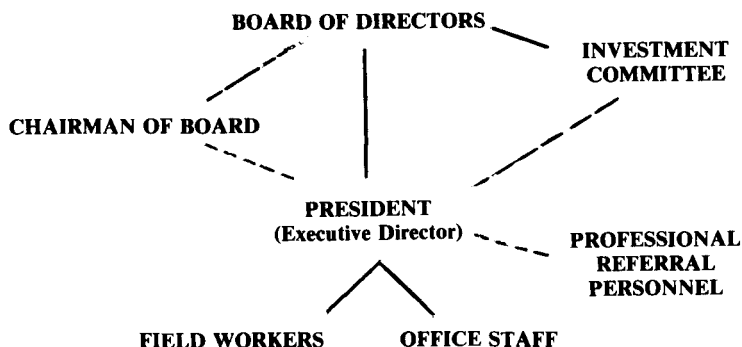 BOARD OF DIRECTORS
INVESTMENT
COMMITTEE
CHAIRMAN OF BOARD
PRESIDENT
(Executive Director)
PROFESSIONAL
REFERRAL
PERSONNEL
FIELD WORKERS
OFFICE STAFF